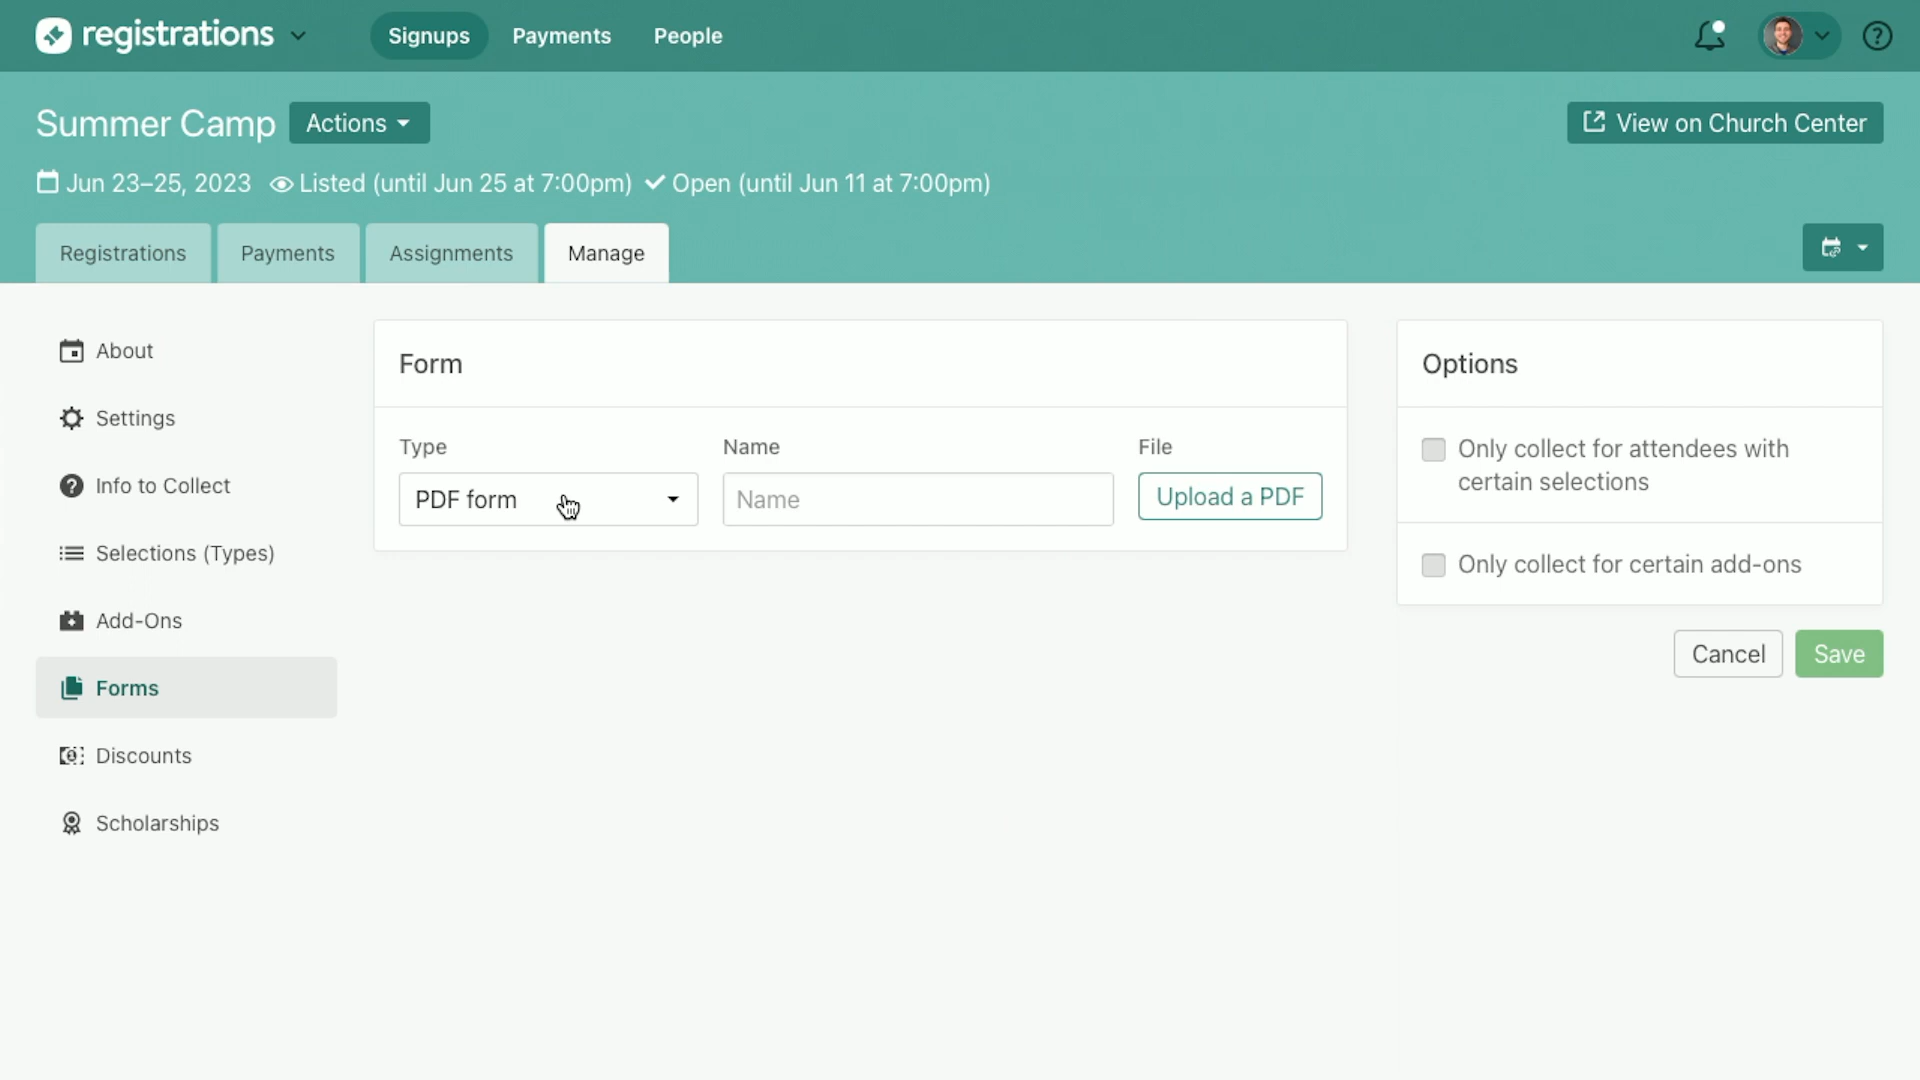 registrations
Signups
Payments
People
Summer Camp
Actions
View on Church Center
Jun 23–25, 2023
Listed (until Jun 25 at 7:00pm)
Open (until Jun 11 at 7:00pm)
Registrations
Payments
Assignments
Manage
About
Settings
Info to Collect
Selections (Types)
Add-Ons
Forms
Discounts
Scholarships
Form
Type
Name
File
PDF form
Name
Upload a PDF
Options
Only collect for attendees with
certain selections
Only collect for certain add-ons
Cancel
Save